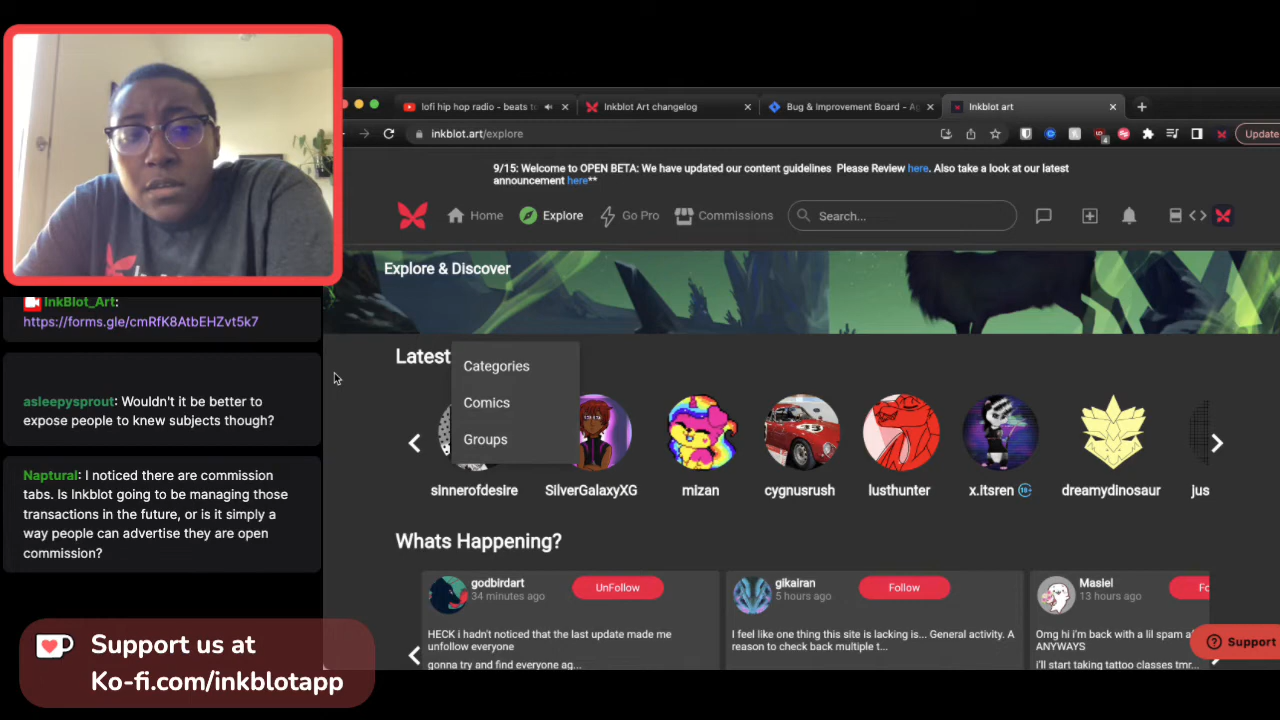 InkBlot_Art:
https://forms.gle/cmRfK8AtbEHZvt5k7
asleepysprout: Wouldn't it be better to
expose people to knew subjects though?
Naptural: I noticed there are commission
tabs. Is Inkblot going to be managing those
transactions in the future, or is it simply a
way people can advertise they are open
commission?
Support us at
Ko-fi.com/inkblotapp
lofi hip hop radio - beats to
Inkblot Art changelog
Bug & Improvement Board - A
Inkblot art
inkblot.art/explore
Update
9/15: Welcome to OPEN BETA: We have updated our content guidelines Please Review here. Also take a look at our latest
announcement here**
Home
Explore
Go Pro
Commissions
Search...
Explore & Discover
Latest
Categories
Comics
Groups
sinnerofdesire
SilverGalaxyXG
mizan
cygnusrush
lusthunter
x.itsren 18+
dreamydinosaur
jus
Whats Happening?
godbirdart
34 minutes ago
UnFollow
HECK i hadn't noticed that the last update made me
unfollow everyone
gonna try and find everyone ag...
gikairan
5 hours ago
Follow
I feel like one thing this site is lacking is... General activity. A
reason to check back multiple t...
Masiel
13 hours ago
Fo
Omg hi i'm back with a lil spam a
ANYWAYS
i'll start taking tattoo classes tmr...
Support